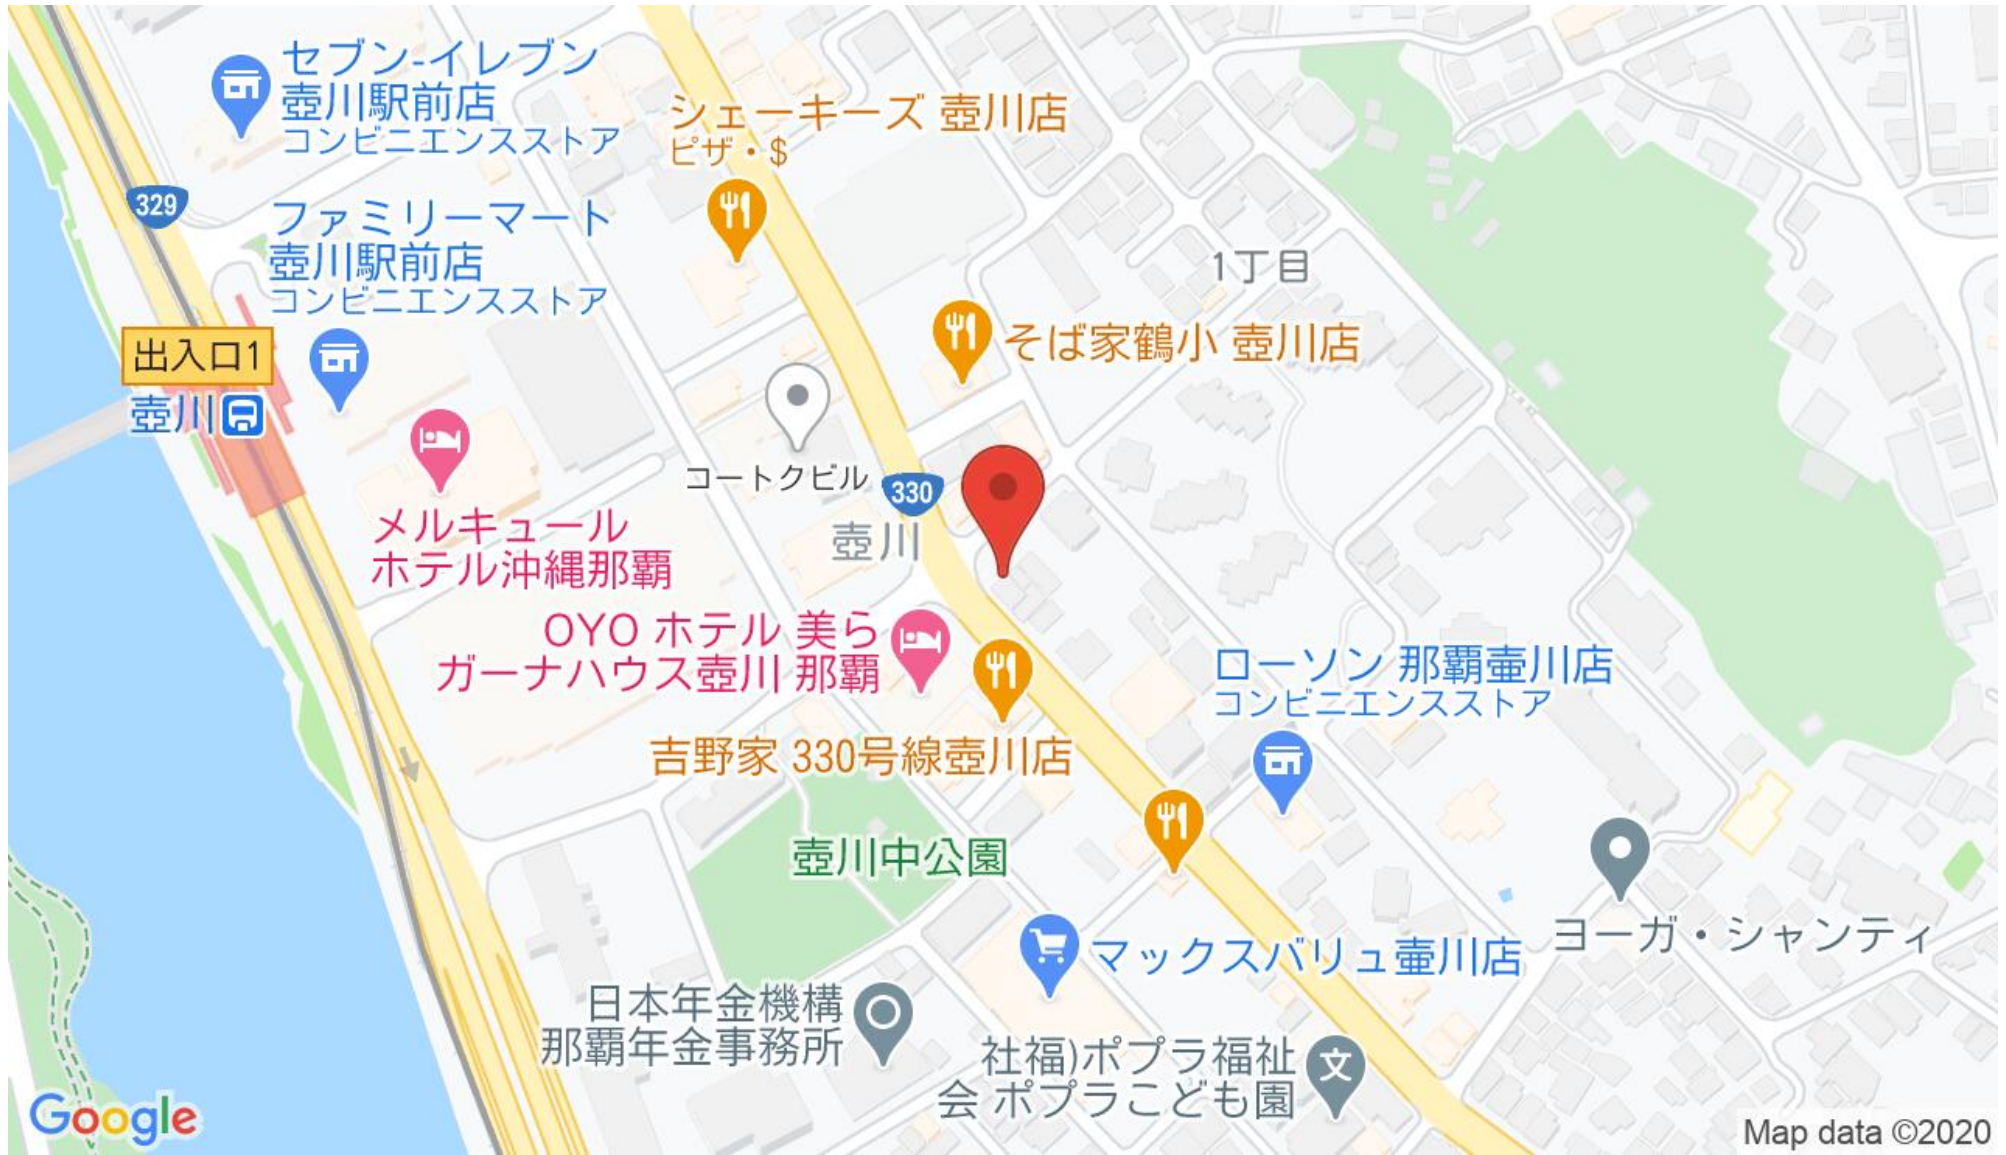 セブン-イレブン
壺川駅前店
コンビニエンスストア
シェーキーズ 壺川店
ピザ・$
329
ファミリーマート
壺川駅前店
コンビニエンスストア
1丁目
出入口1
壺川
そば家鶴小 壺川店
コートクビル
330
壺川
メルキュール
ホテル沖縄那覇
OYO ホテル 美ら
ガーナハウス壺川 那覇
ローソン 那覇壷川店
コンビニエンスストア
吉野家 330号線壺川店
壺川中公園
マックスバリュ壷川店
ヨーガ・シャンティ
日本年金機構
那覇年金事務所
社福)ポプラ福祉
会 ポプラこども園
文
Google
Map data ©2020